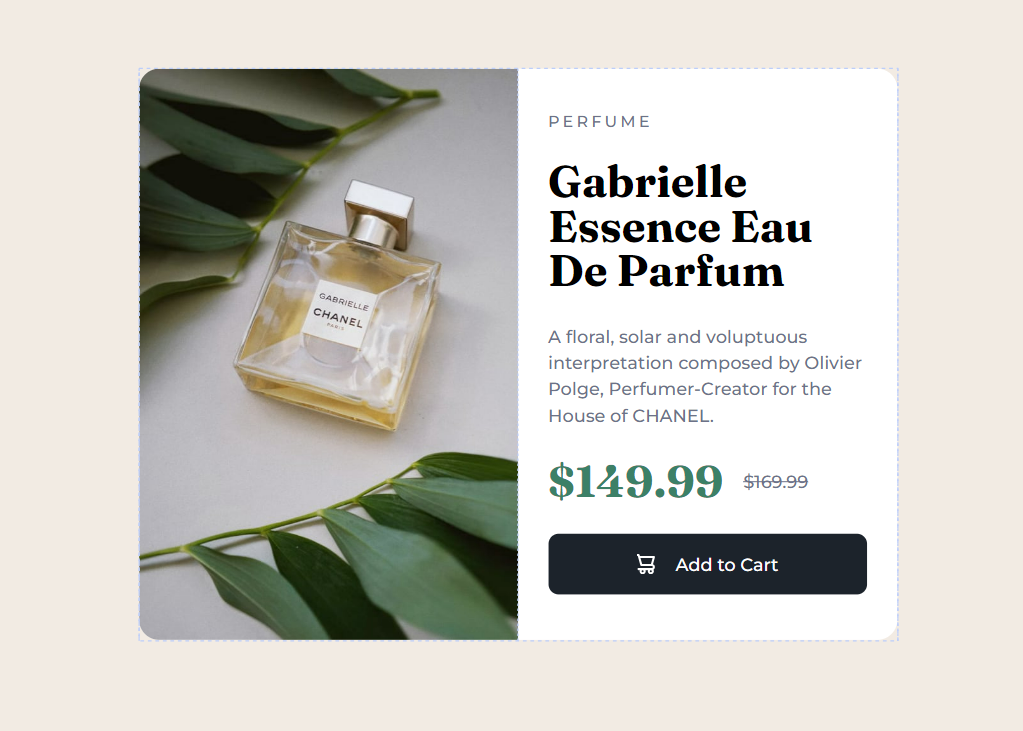 GABRIELLE
CHANEL
PARIS
PERFUME
Gabrielle
Essence Eau
De Parfum
A floral, solar and voluptuous
interpretation composed by Olivier
Polge, Perfumer-Creator for the
House of CHANEL.
$149.99 $169.99
Add to Cart